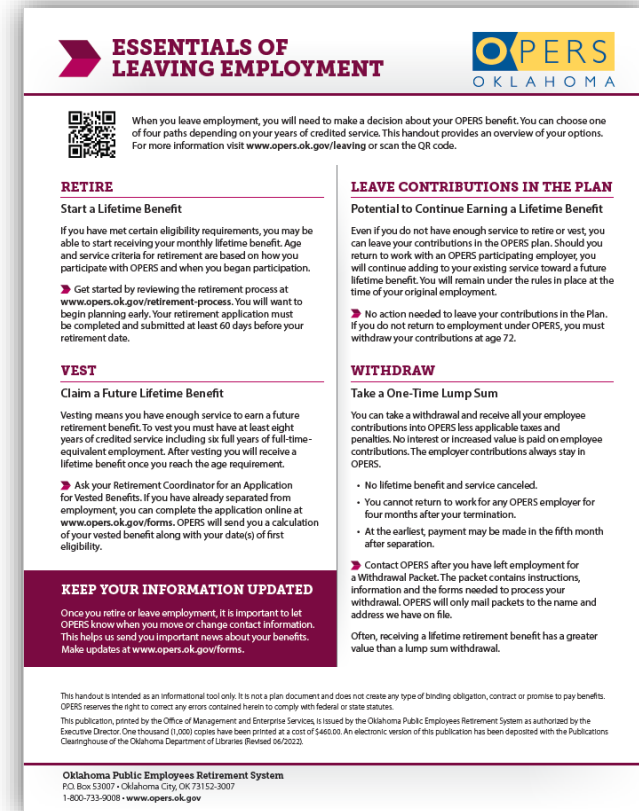 ESSENTIALS OF
LEAVING EMPLOYMENT
OPERS
OKLAHOMA
When you leave employment, you will need to make a decision about your OPERS benefit. You can choose one
of four paths depending on your years of credited service. This handout provides an overview of your options.
For more information visit www.opers.ok.gov/leaving or scan the QR code.
RETIRE
Start a Lifetime Benefit
If you have met certain eligibility requirements, you may be
able to start receiving your monthly lifetime benefit. Age
and service criteria for retirement are based on how you
participate with OPERS and when you began participation.
Get started by reviewing the retirement process at
www.opers.ok.gov/retirement-process. You will want to
begin planning early. Your retirement application must
be completed and submitted at least 60 days before your
retirement date.
VEST
Claim a Future Lifetime Benefit
Vesting means you have enough service to earn a future
retirement benefit. To vest you must have at least eight
years of credited service including six full years of full-time-
equivalent employment. After vesting you will receive a
lifetime benefit once you reach the age requirement.
Ask your Retirement Coordinator for an Application
for Vested Benefits. If you have already separated from
employment, you can complete the application online at
www.opers.ok.gov/forms. OPERS will send you a calculation
of your vested benefit along with your date(s) of first
eligibility.
KEEP YOUR INFORMATION UPDATED
Once you retire or leave employment, it is important to let
OPERS know when you move or change contact information.
This helps us send you important news about your benefits.
Make updates at www.opers.ok.gov/forms.
LEAVE CONTRIBUTIONS IN THE PLAN
Potential to Continue Earning a Lifetime Benefit
Even if you do not have enough service to retire or vest, you
can leave your contributions in the OPERS plan. Should you
return to work with an OPERS participating employer, you
will continue adding to your existing service toward a future
lifetime benefit. You will remain under the rules in place at the
time of your original employment.
No action needed to leave your contributions in the Plan.
If you do not return to employment under OPERS, you must
withdraw your contributions at age 72.
WITHDRAW
Take a One-Time Lump Sum
You can take a withdrawal and receive all your employee
contributions into OPERS less applicable taxes and
penalties. No interest or increased value is paid on employee
contributions. The employer contributions always stay in
OPERS.
• No lifetime benefit and service canceled.
• You cannot return to work for any OPERS employer for
four months after your termination.
• At the earliest, payment may be made in the fifth month
after separation.
Contact OPERS after you have left employment for
a Withdrawal Packet. The packet contains instructions,
information and the forms needed to process your
withdrawal. OPERS will only mail packets to the name and
address we have on file.
Often, receiving a lifetime retirement benefit has a greater
value than a lump sum withdrawal.
This handout is intended as an informational tool only. It is not a plan document and does not create any type of binding obligation, contract or promise to pay benefits.
OPERS reserves the right to correct any errors contained herein to comply with federal or state statutes.
This publication, printed by the Office of Management and Enterprise Services, is issued by the Oklahoma Public Employees Retirement System as authorized by the
Executive Director. One thousand (1,000) copies have been printed at a cost of $460.00. An electronic version of this publication has been deposited with the Publications
Clearinghouse of the Oklahoma Department of Libraries (Revised 06/2022).
Oklahoma Public Employees Retirement System
P.O. Box 53007 • Oklahoma City, OK 73152-3007
1-800-733-9008 • www.opers.ok.gov